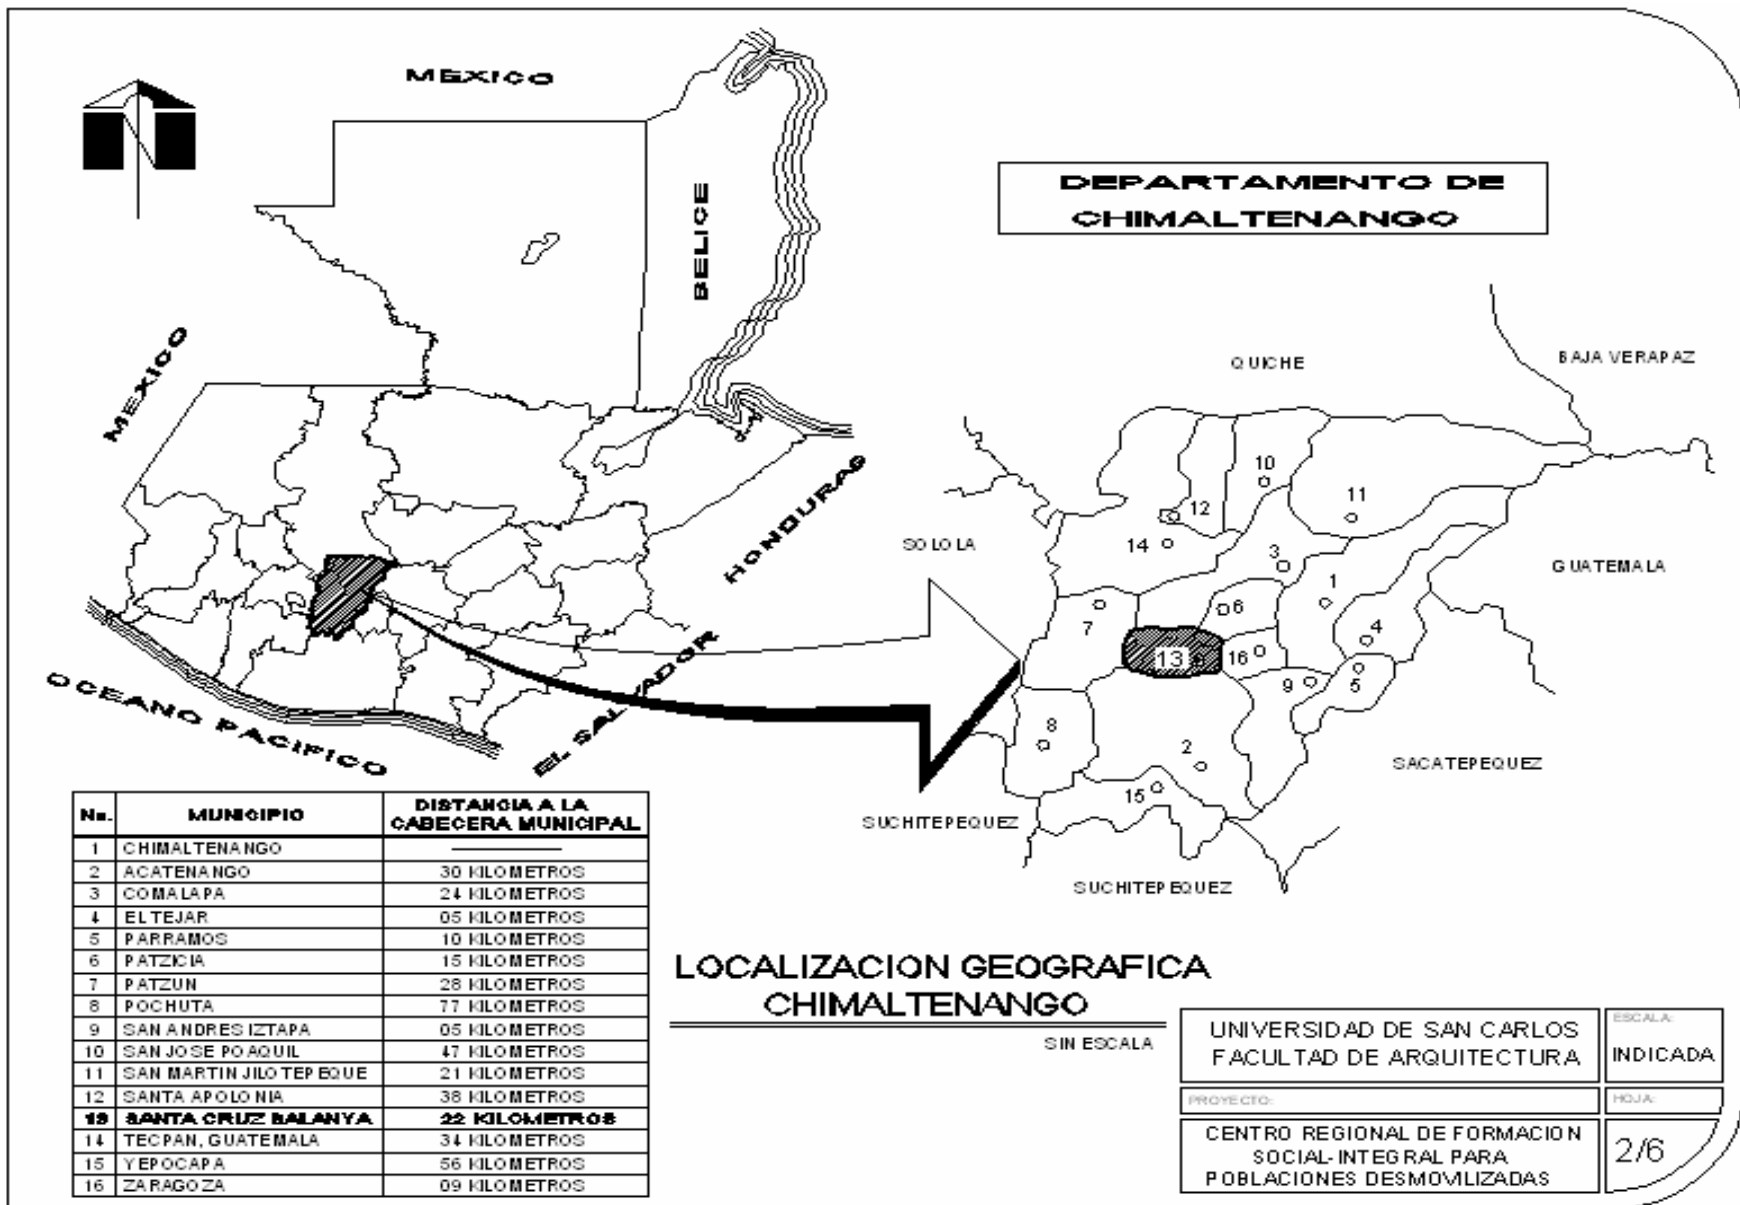 MEXICO
BELICE
MEXICO
HONDURAS
EL SALVADOR
OCEANO PACIFICO
DEPARTAMENTO DE
CHIMALTENANGO
QUICHE
BAJA VERAPAZ
SOLOLA
GUATEMALA
SACATEPEQUEZ
SUCHITEPEQUEZ
SUCHITEPEQUEZ
10
11
12
14
3
1
6
7
4
13
16
9
5
8
2
15
No. MUNICIPIO DISTANCIA A LA
CABECERA MUNICIPAL
1 CHIMALTENANGO
2 ACATENANGO 30 KILOMETROS
3 COMALAPA 24 KILOMETROS
4 EL TEJAR 05 KILOMETROS
5 PARRAMOS 10 KILOMETROS
6 PATZICIA 15 KILOMETROS
7 PATZUN 28 KILOMETROS
8 POCHUTA 77 KILOMETROS
9 SAN ANDRES IZTAPA 05 KILOMETROS
10 SAN JOSE POAQUIL 47 KILOMETROS
11 SAN MARTIN JILOTEPEQUE 21 KILOMETROS
12 SANTA APOLONIA 38 KILOMETROS
13 SANTA CRUZ BALANYA 22 KILOMETROS
14 TECPAN, GUATEMALA 34 KILOMETROS
15 YEPOCAPA 56 KILOMETROS
16 ZARAGOZA 09 KILOMETROS
LOCALIZACION GEOGRAFICA
CHIMALTENANGO
SIN ESCALA
UNIVERSIDAD DE SAN CARLOS
FACULTAD DE ARQUITECTURA
ESCALA:
INDICADA
PROYECTO:
HOJA:
CENTRO REGIONAL DE FORMACION
SOCIAL-INTEGRAL PARA
POBLACIONES DESMOVILIZADAS
2/6